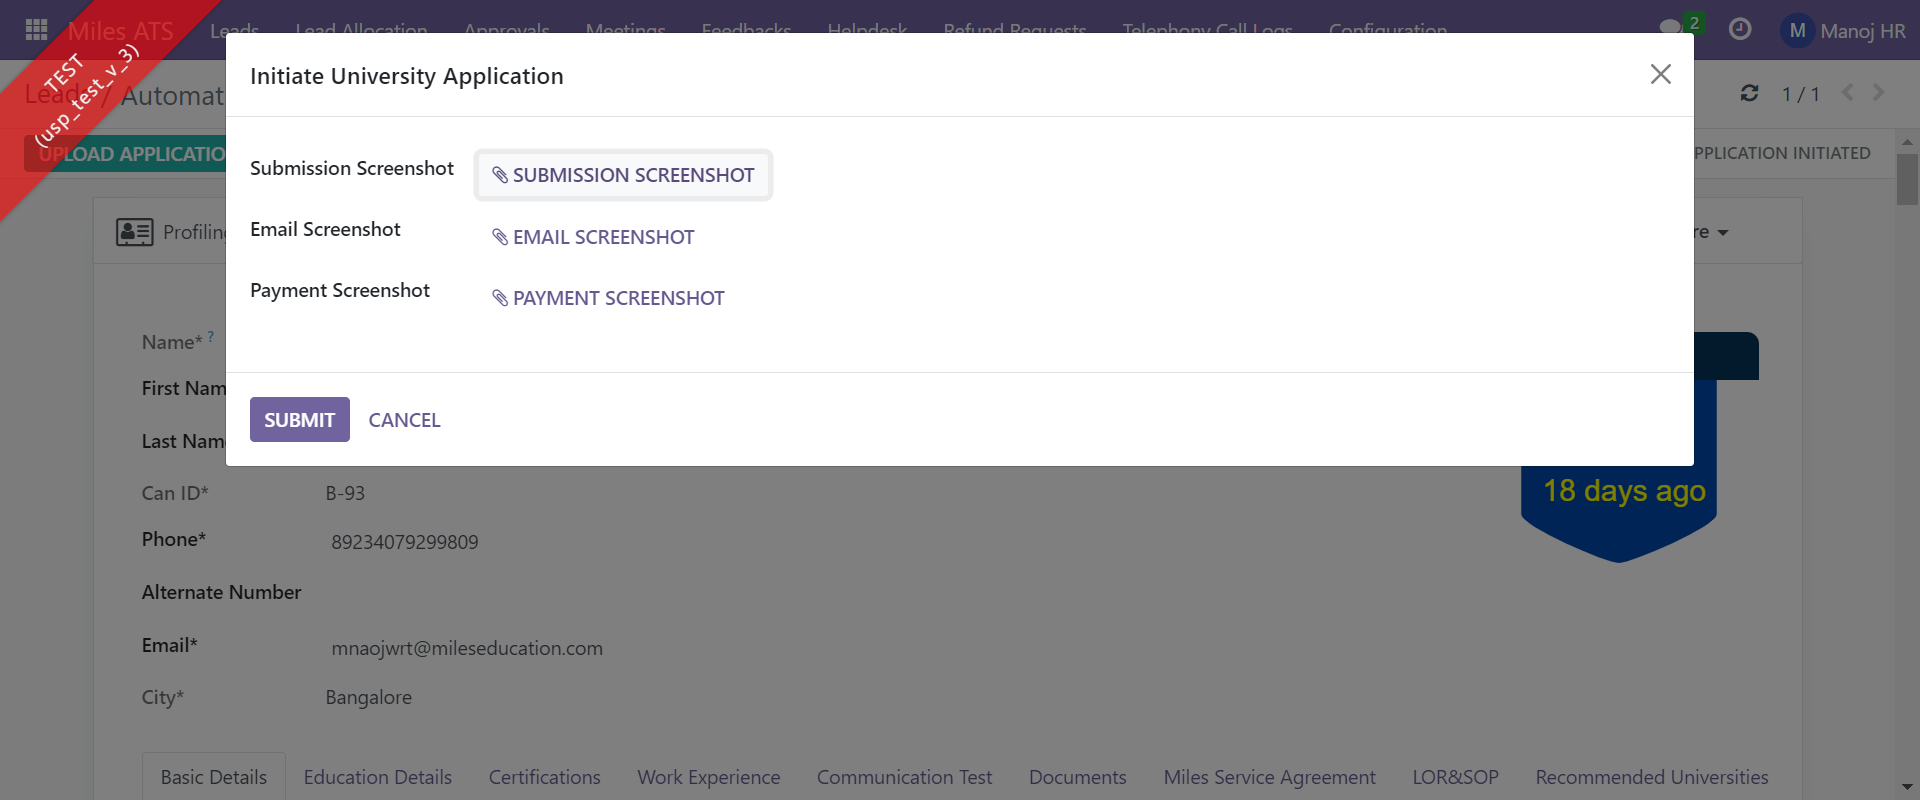 Miles ATS Leads Lead Allocation Approvals Meetings Feedbacks Helpdesk Refund Requests Telephony Call Logs Configuration 2 M Manoj HR
TEST
(usp_test_v_3)
Leads / Automat
1 / 1
UPLOAD APPLICATIO
PPLICATION INITIATED
Initiate University Application
Submission Screenshot SUBMISSION SCREENSHOT
Email Screenshot EMAIL SCREENSHOT
Payment Screenshot PAYMENT SCREENSHOT
SUBMIT CANCEL
Profiling
re
Name* ?
First Nam
Last Nam
Can ID* B-93
18 days ago
Phone* 89234079299809
Alternate Number
Email* mnaojwrt@mileseducation.com
City* Bangalore
Basic Details Education Details Certifications Work Experience Communication Test Documents Miles Service Agreement LOR&SOP Recommended Universities